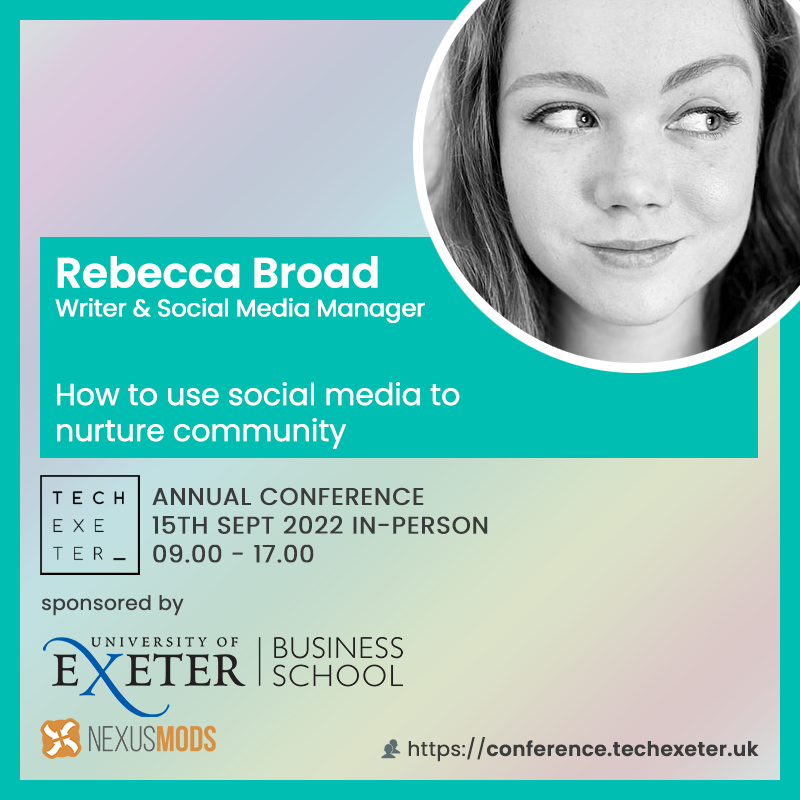 Rebecca Broad
Writer & Social Media Manager
How to use social media to
nurture community
TECH
EXE
TER_
ANNUAL CONFERENCE
15TH SEPT 2022 IN-PERSON
09.00 - 17.00
sponsored by
UNIVERSITY OF
EXETER
BUSINESS
SCHOOL
NEXUSMODS
https://conference.techexeter.uk